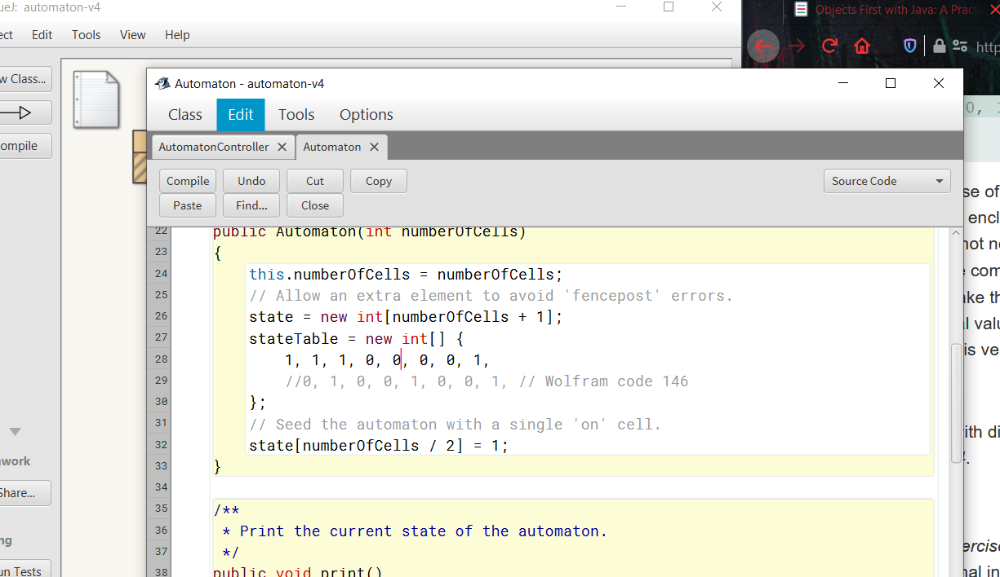 ueJ: automaton-v4
Objects First with Java: A Pract
ect Edit Tools View Help
http
w Class...
ompile
Automaton - automaton-v4
Class Edit Tools Options
AutomatonController Automaton
Compile Undo Cut Copy
Paste Find... Close
Source Code
22 public Automaton(int numberOfCells)
23 {
24 this.numberOfCells = numberOfCells;
25 // Allow an extra element to avoid 'fencepost' errors.
26 state = new int[numberOfCells + 1];
27 stateTable = new int[] {
28 1, 1, 1, 0, 0, 0, 0, 1,
29 //0, 1, 0, 0, 1, 0, 0, 1, // Wolfram code 146
30 };
31 // Seed the automaton with a single 'on' cell.
32 state[numberOfCells / 2] = 1;
33 }
34
35 /**
36 * Print the current state of the automaton.
37 */
38 public void print()
work
Share...
ng
un Tests
0, 1
se of
encl
not ne
com
ake th
l valu
is ve
ith di
ercise
nal in